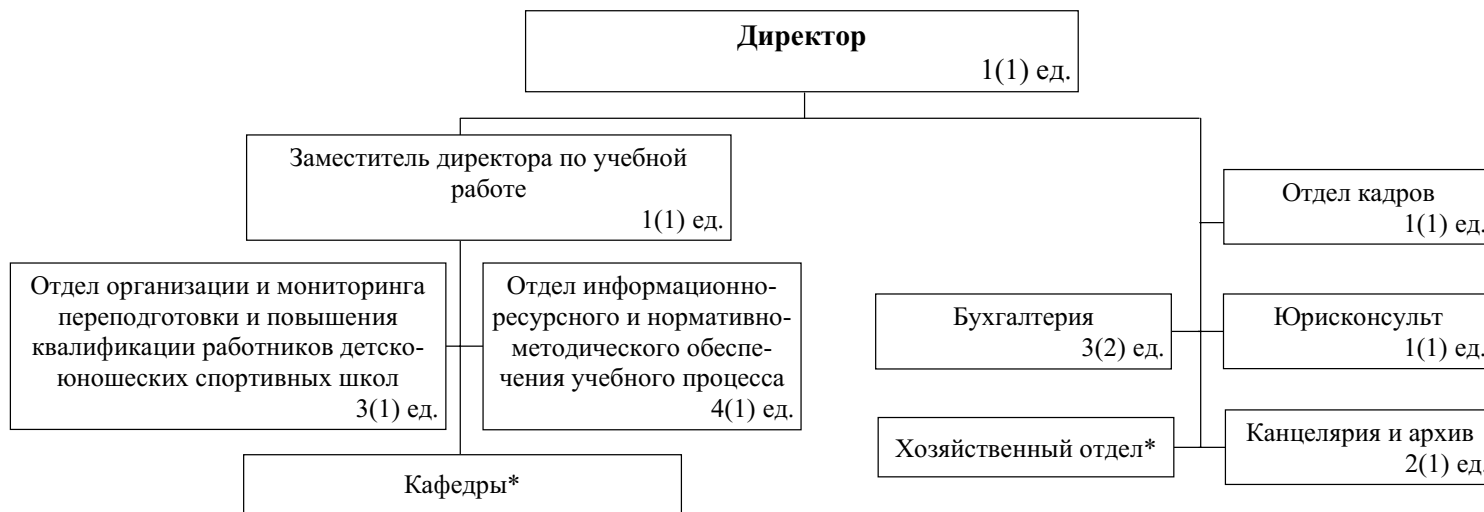 Директор
1(1) ед.
Заместитель директора по учебной
работе
1(1) ед.
Отдел кадров
1(1) ед.
Отдел организации и мониторинга
переподготовки и повышения
квалификации работников детско-
юношеских спортивных школ
3(1) ед.
Отдел информационно-
ресурсного и нормативно-
методического обеспе-
чения учебного процесса
4(1) ед.
Бухгалтерия
3(2) ед.
Юрисконсульт
1(1) ед.
Хозяйственный отдел*
Канцелярия и архив
2(1) ед.
Кафедры*